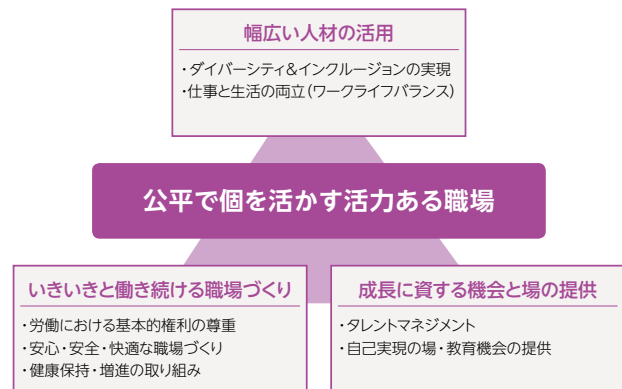 幅広い人材の活用
・ダイバーシティ&インクルージョンの実現
・仕事と生活の両立(ワークライフバランス)
公平で個を活かす活力ある職場
いきいきと働き続ける職場づくり
・労働における基本的権利の尊重
・安心・安全・快適な職場づくり
・健康保持・増進の取り組み
成長に資する機会と場の提供
・タレントマネジメント
・自己実現の場・教育機会の提供